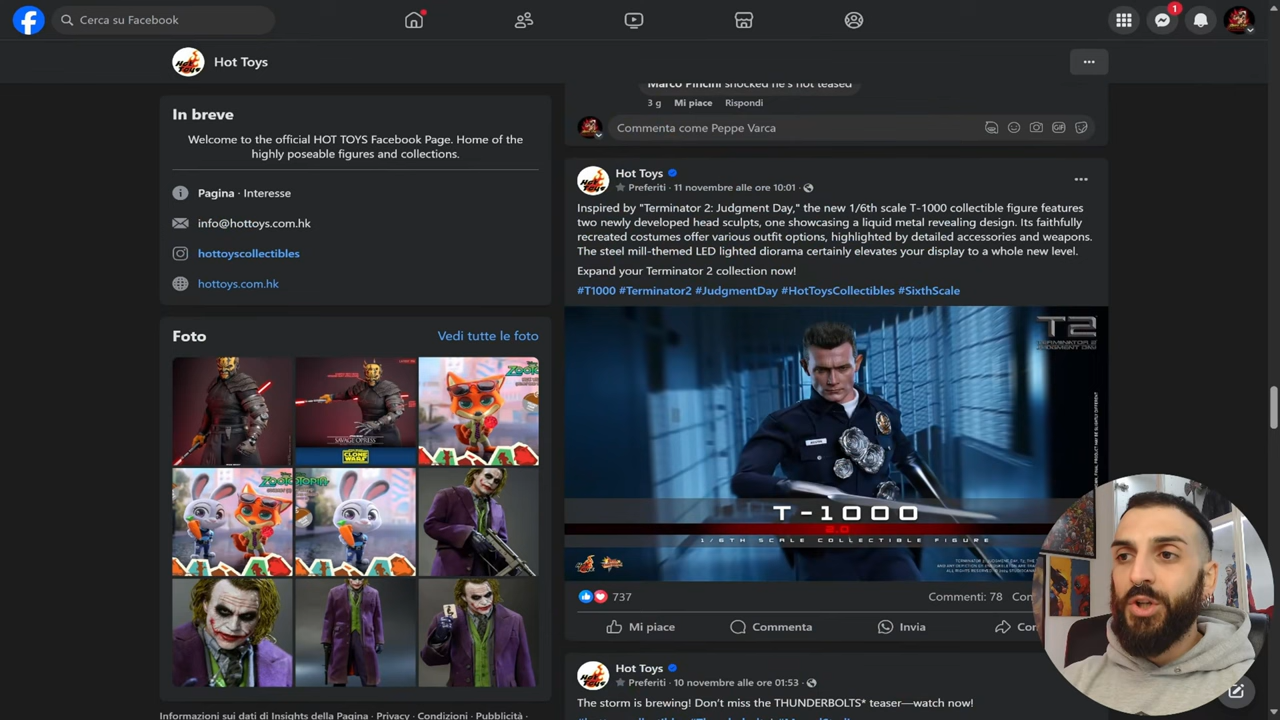 Cerca su Facebook
1
Hot Toys
In breve
Welcome to the official HOT TOYS Facebook Page. Home of the
highly poseable figures and collections.
Pagina · Interesse
info@hottoys.com.hk
hottoyscollectibles
hottoys.com.hk
Foto
Vedi tutte le foto
SAVAGE OPRESS
Informazioni sui dati di Insights della Pagina · Privacy · Condizioni · Pubblicità ·
Marco Pincini shocked he's not teased
3 g Mi piace Rispondi
Commenta come Peppe Varca
Hot Toys
Preferiti · 11 novembre alle ore 10:01 ·
Inspired by "Terminator 2: Judgment Day," the new 1/6th scale T-1000 collectible figure features
two newly developed head sculpts, one showcasing a liquid metal revealing design. Its faithfully
recreated costumes offer various outfit options, highlighted by detailed accessories and weapons.
The steel mill-themed LED lighted diorama certainly elevates your display to a whole new level.
Expand your Terminator 2 collection now!
#T1000 #Terminator2 #JudgmentDay #HotToysCollectibles #SixthScale
T2
TERMINATOR 2
JUDGMENT DAY
T-1000
2.0
1/6TH SCALE COLLECTIBLE FIGURE
737
Commenti: 78
Mi piace
Commenta
Invia
Hot Toys
Preferiti · 10 novembre alle ore 01:53 ·
The storm is brewing! Don't miss the THUNDERBOLTS* teaser—watch now!